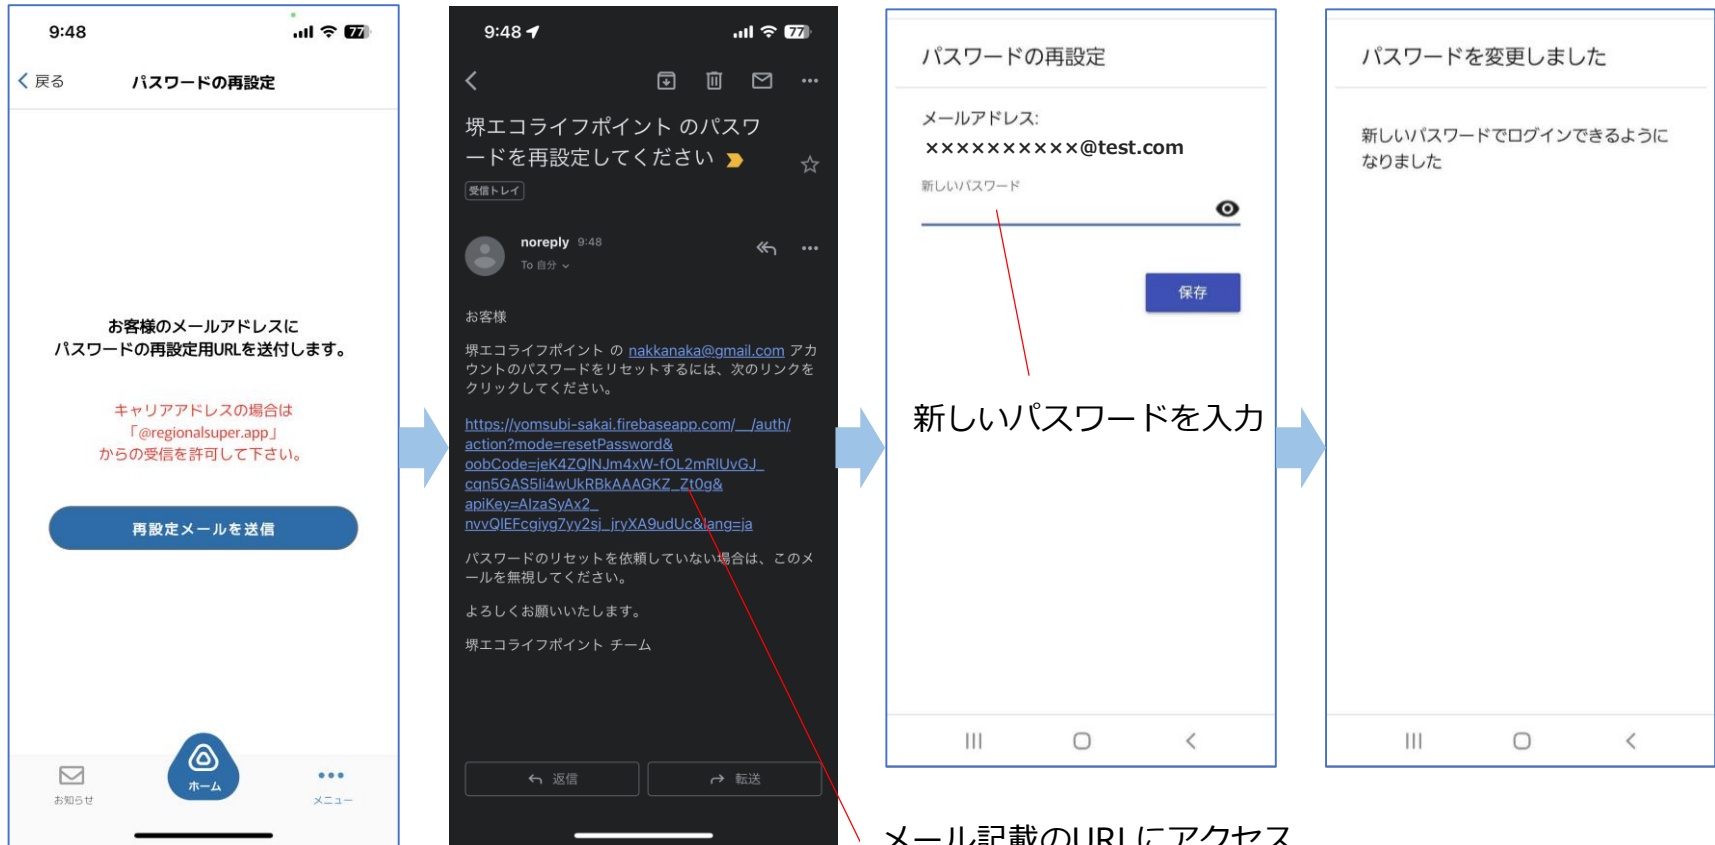 9:48
77
戻る
パスワードの再設定
お客様のメールアドレスに
パスワードの再設定用URLを送付します。
キャリアアドレスの場合は
「@regionalsuper.app」
からの受信を許可して下さい。
再設定メールを送信
お知らせ
ホーム
メニュー
9:48
77
堺エコライフポイント のパスワ
ードを再設定してください
受信トレイ
noreply 9:48
To 自分
お客様
堺エコライフポイント の nakkanaka@gmail.com アカ
ウントのパスワードをリセットするには、次のリンクを
クリックしてください。
https://yomsubi-sakai.firebaseapp.com/__/auth/
action?mode=resetPassword&
oobCode=jeK4ZQINJm4xW-fOL2mRlUvGJ_
cqn5GAS5Ii4wUkRBkAAAGKZ_Zt0g&
apiKey=AIzaSyAx2_
nvvQIEFcgjyg7yy2sj_jryXA9udUc&lang=ja
パスワードのリセットを依頼していない場合は、このメ
ールを無視してください。
よろしくお願いいたします。
堺エコライフポイント チーム
返信
転送
メール記載のURLにアクセス
パスワードの再設定
メールアドレス:
××××××××××@test.com
新しいパスワード
保存
新しいパスワードを入力
パスワードを変更しました
新しいパスワードでログインできるように
なりました